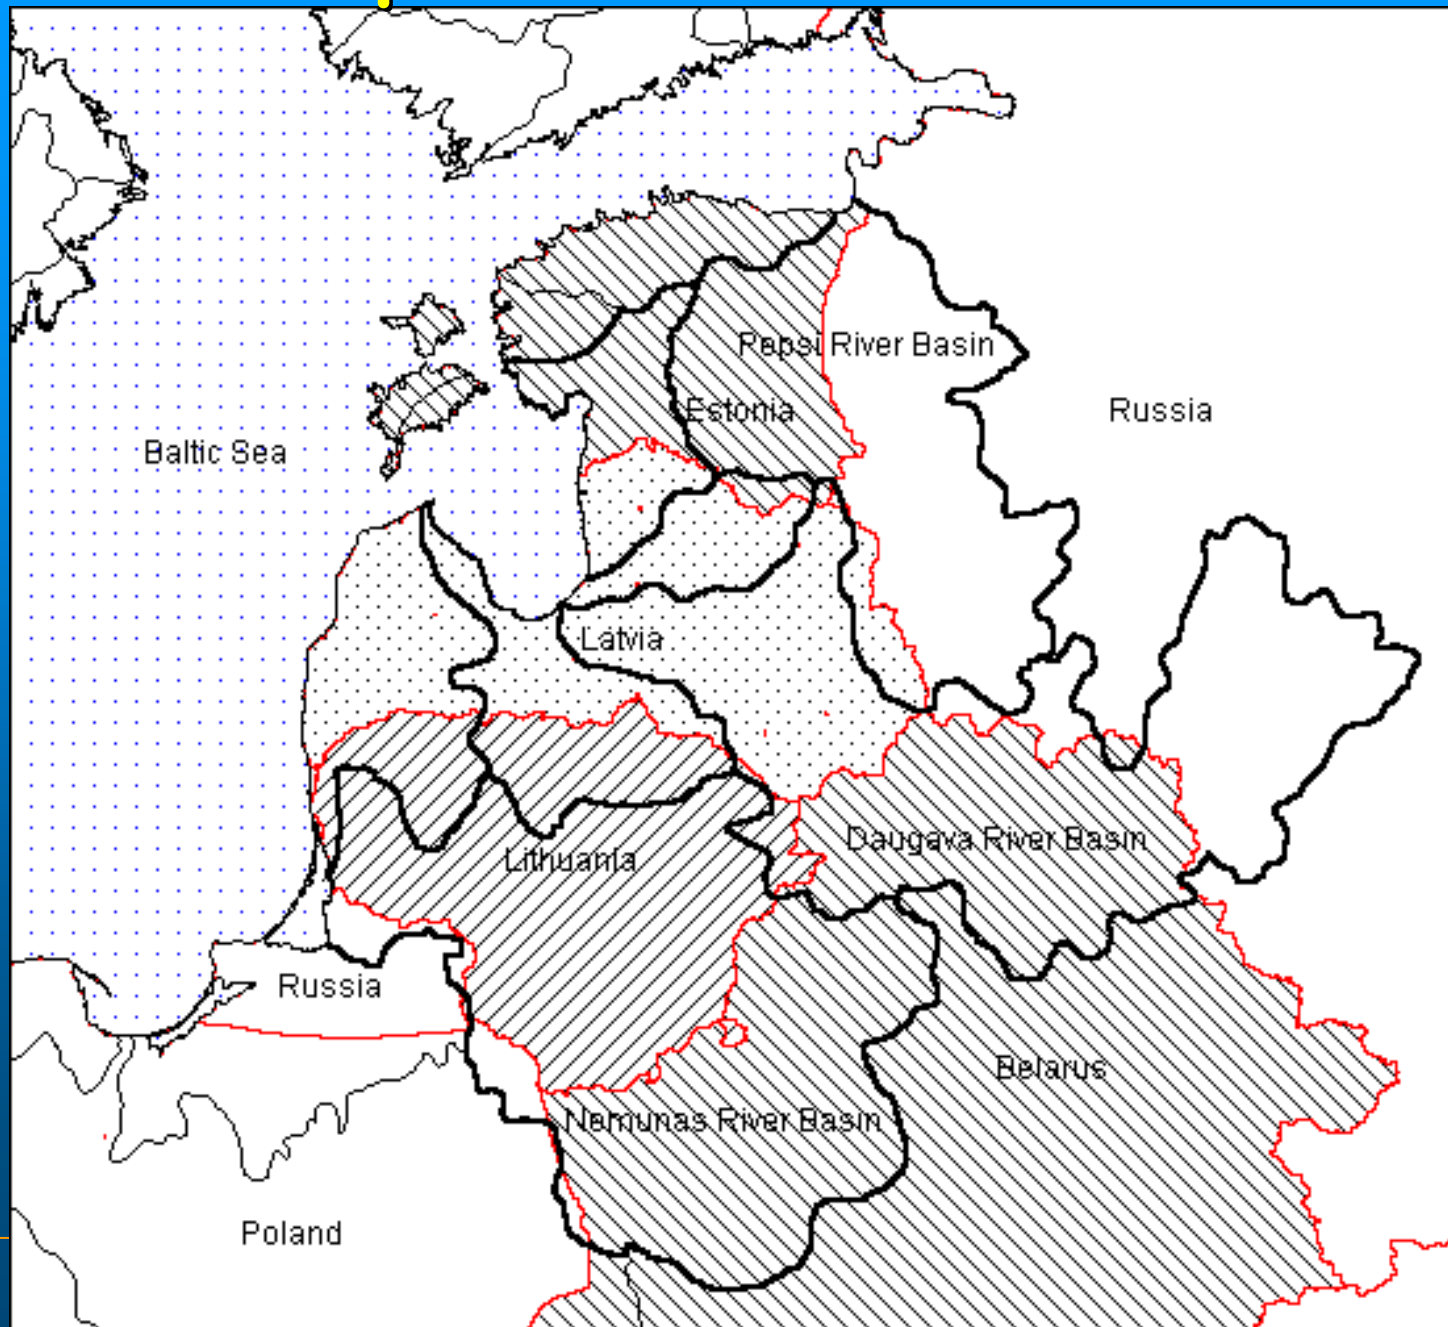 Pepsi River Basin
Estonia
Russia
Baltic Sea
Latvia
Daugava River Basin
Lithuania
Russia
Belarus
Nemunas River Basin
Poland